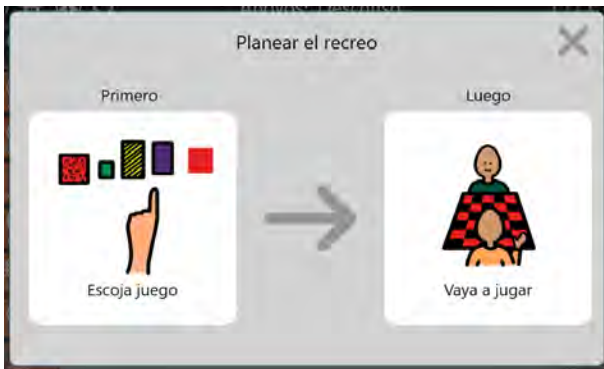 Planear el recreo
Primero
Luego
Escoja juego
Vaya a jugar